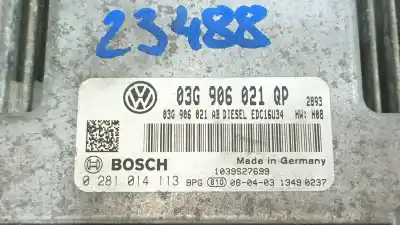 23488
03G 906 021 QP 2893
03G 906 021 AB DIESEL EDC16U34 HW: H08
BOSCH
Made in Germany
1039S27699
0 281 014 113 BPG 810 08-04-03 1349 0237